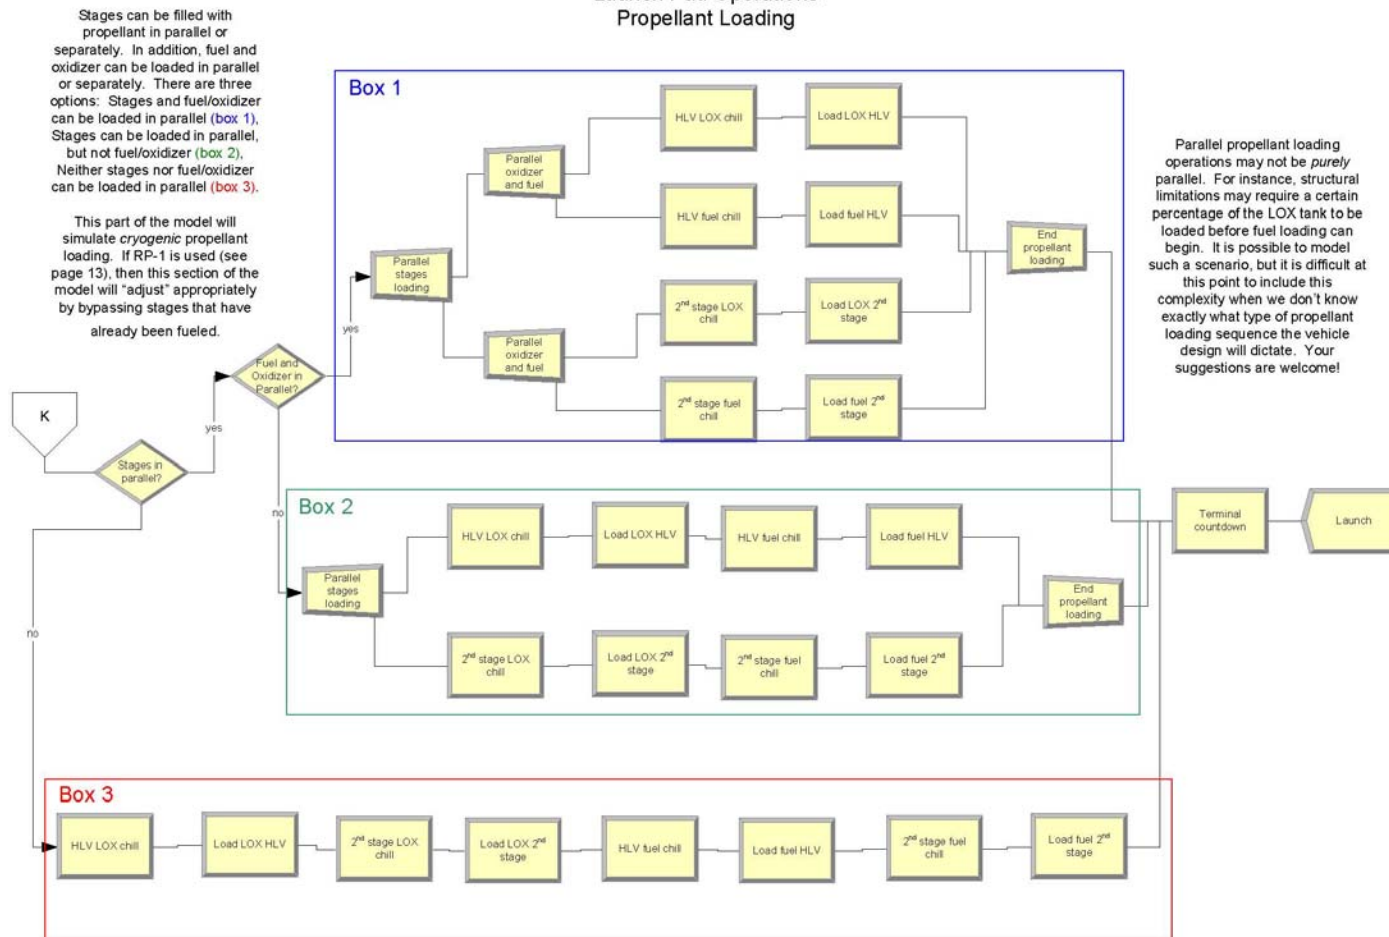 Propellant Loading
Stages can be filled with
propellant in parallel or
separately. In addition, fuel and
oxidizer can be loaded in parallel
or separately. There are three
options: Stages and fuel/oxidizer
can be loaded in parallel (box 1),
Stages can be loaded in parallel,
but not fuel/oxidizer (box 2),
Neither stages nor fuel/oxidizer
can be loaded in parallel (box 3).
This part of the model will
simulate cryogenic propellant
loading. If RP-1 is used (see
page 13), then this section of the
model will “adjust” appropriately
by bypassing stages that have
already been fueled.
K
Stages in
parallel?
yes
no
Fuel and
Oxidizer in
Parallel?
yes
no
Box 1
Parallel
stages
loading
Parallel
oxidizer
and fuel
HLV LOX chill
Load LOX HLV
HLV fuel chill
Load fuel HLV
Parallel
oxidizer
and fuel
2nd stage LOX
chill
Load LOX 2nd
stage
2nd stage fuel
chill
Load fuel 2nd
stage
End
propellant
loading
Parallel propellant loading
operations may not be purely
parallel. For instance, structural
limitations may require a certain
percentage of the LOX tank to be
loaded before fuel loading can
begin. It is possible to model
such a scenario, but it is difficult at
this point to include this
complexity when we don’t know
exactly what type of propellant
loading sequence the vehicle
design will dictate. Your
suggestions are welcome!
Box 2
Parallel
stages
loading
HLV LOX chill
Load LOX HLV
HLV fuel chill
Load fuel HLV
2nd stage LOX
chill
Load LOX 2nd
stage
2nd stage fuel
chill
Load fuel 2nd
stage
End
propellant
loading
Terminal
countdown
Launch
Box 3
HLV LOX chill
Load LOX HLV
2nd stage LOX
chill
Load LOX 2nd
stage
HLV fuel chill
Load fuel HLV
2nd stage fuel
chill
Load fuel 2nd
stage